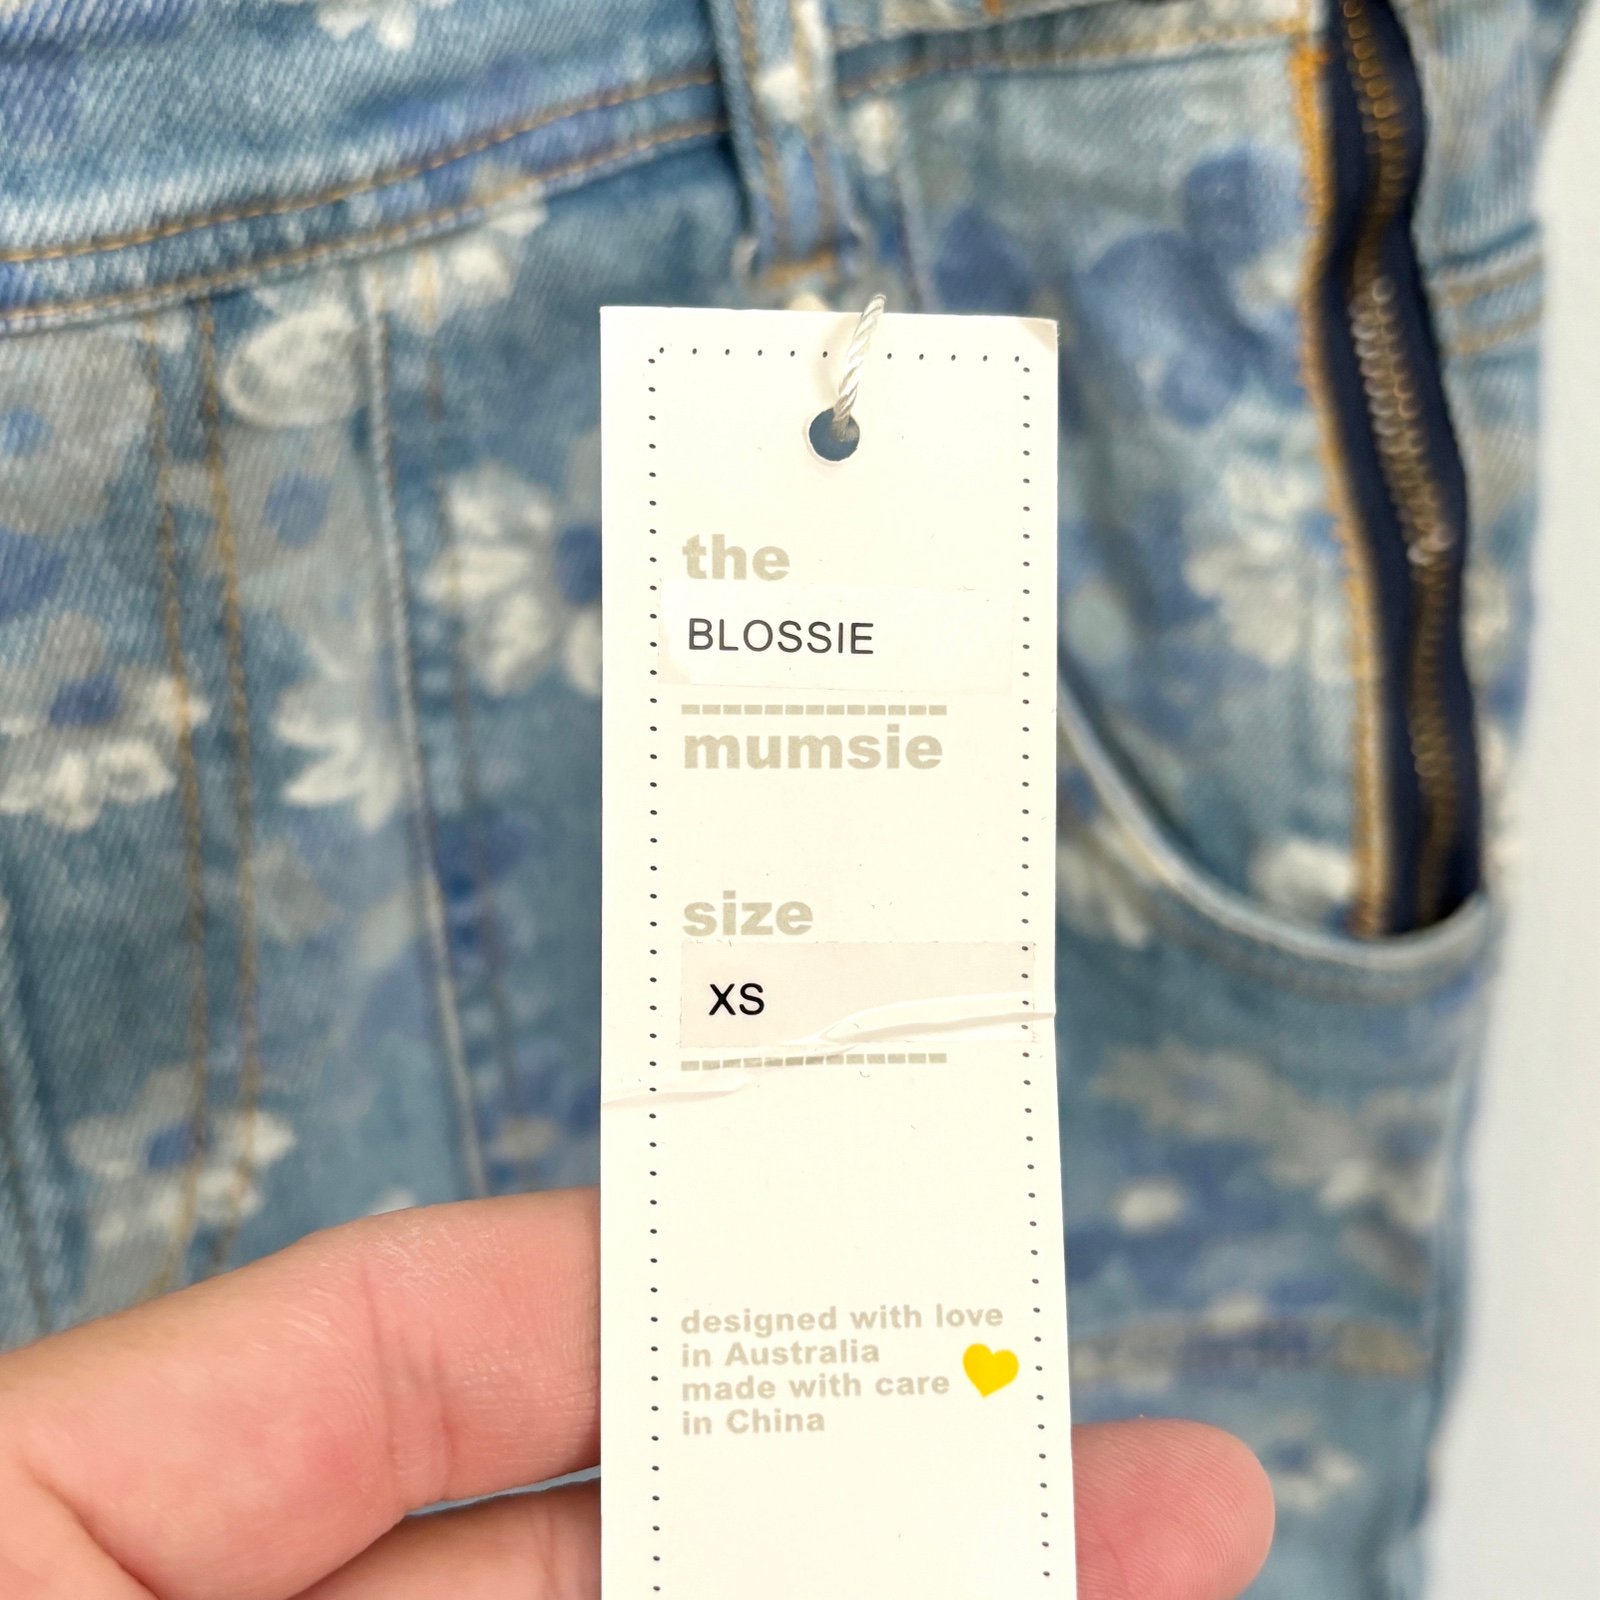 the
BLOSSIE
mumsie
size
XS
designed with love
in Australia
made with care
in China